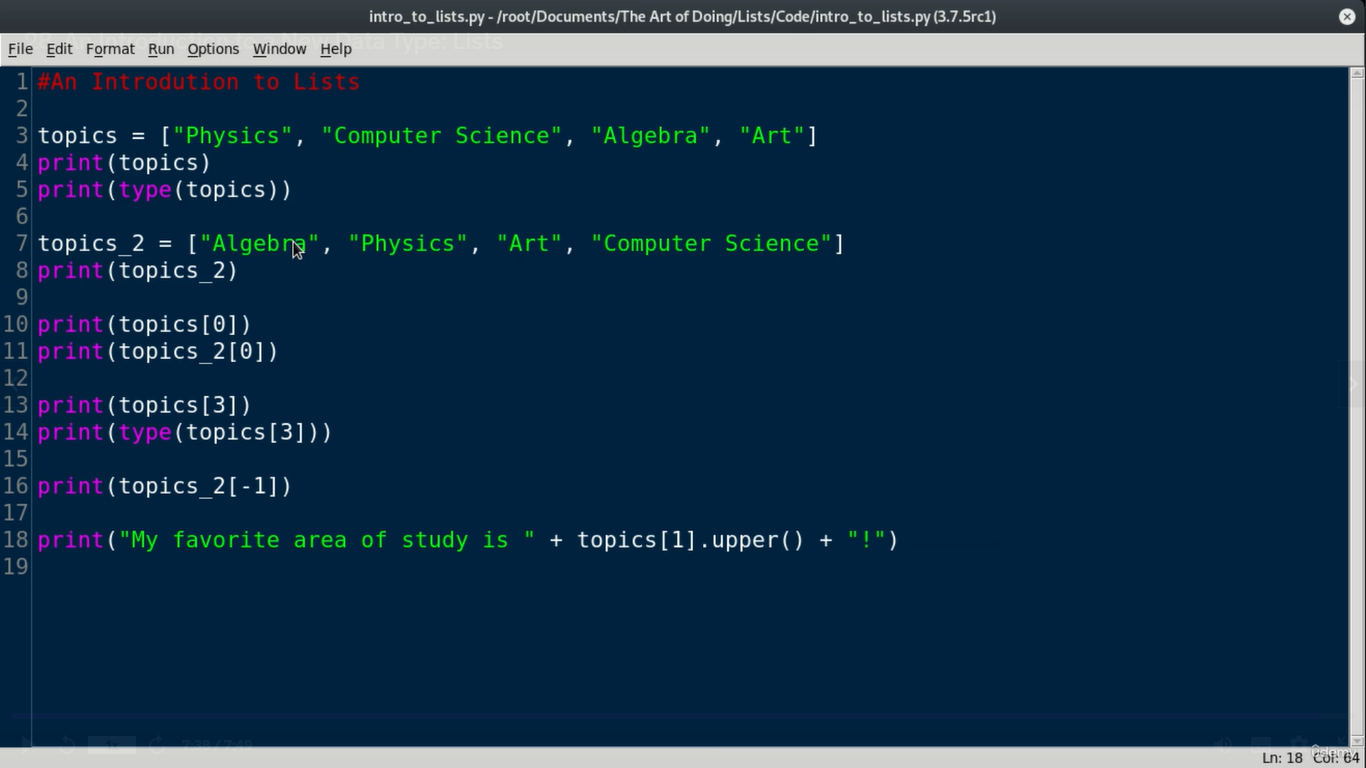 intro_to_lists.py - /root/Documents/The Art of Doing/Lists/Code/intro_to_lists.py (3.7.5rc1)
File Edit Format Run Options Window Help
1 #An Introdution to Lists
2
3 topics = ["Physics", "Computer Science", "Algebra", "Art"]
4 print(topics)
5 print(type(topics))
6
7 topics_2 = ["Algebra", "Physics", "Art", "Computer Science"]
8 print(topics_2)
9
10 print(topics[0])
11 print(topics_2[0])
12
13 print(topics[3])
14 print(type(topics[3]))
15
16 print(topics_2[-1])
17
18 print("My favorite area of study is " + topics[1].upper() + "!")
19
Udemy
Ln: 18 Col: 64